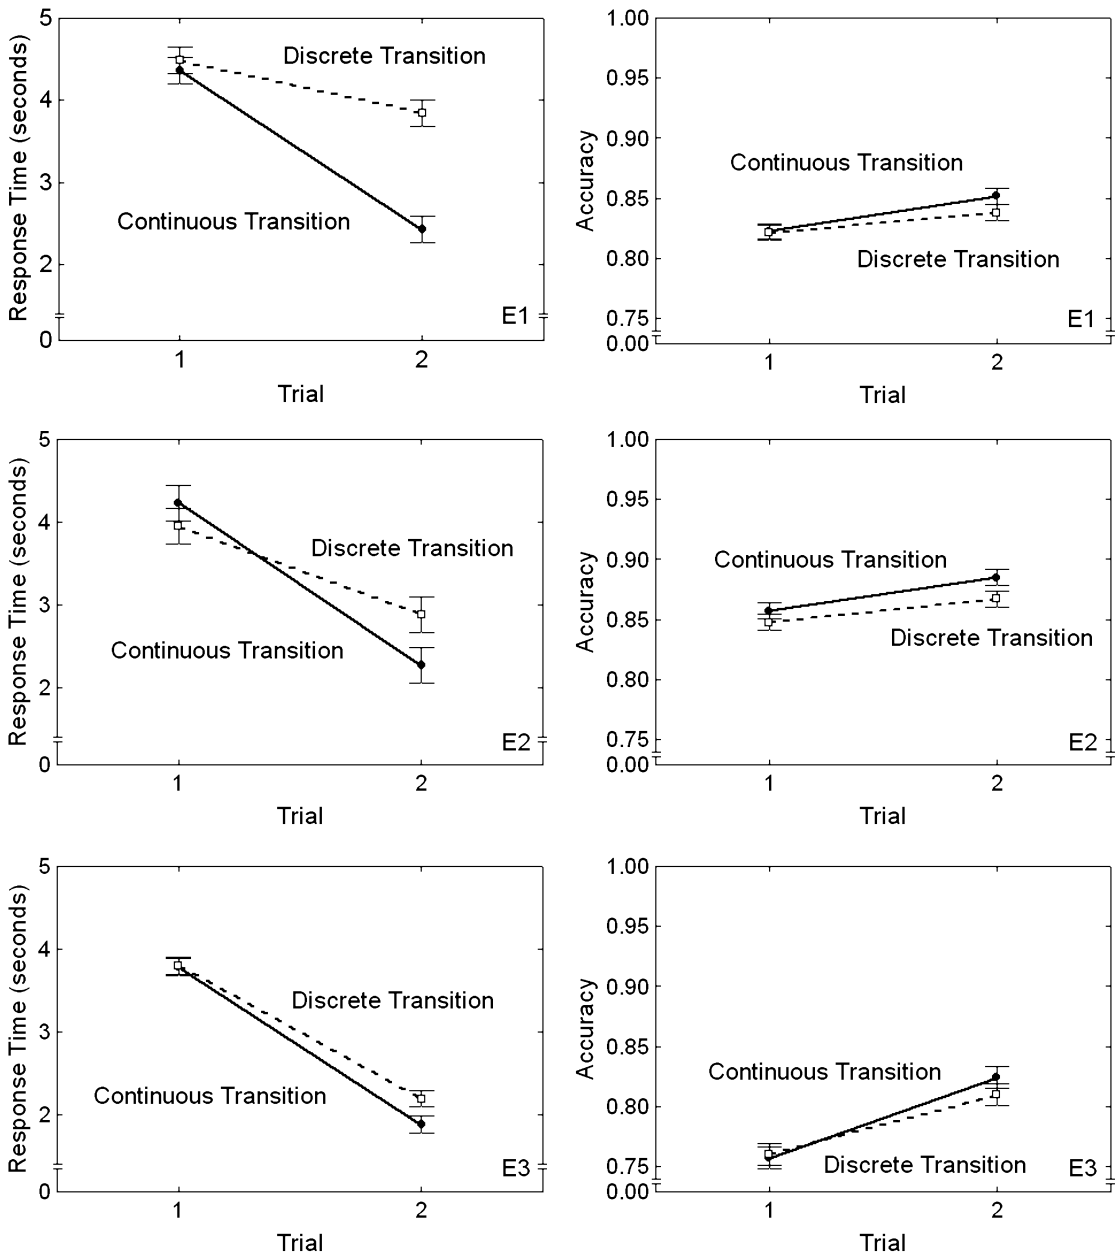 Response Time (seconds)
5
4
3
2
0
Discrete Transition
Continuous Transition
E1
1
2
Trial
Accuracy
1.00
0.95
0.90
0.85
0.80
0.75
0.00
Continuous Transition
Discrete Transition
E1
1
2
Trial
Response Time (seconds)
5
4
3
2
0
Discrete Transition
Continuous Transition
E2
1
2
Trial
Accuracy
1.00
0.95
0.90
0.85
0.80
0.75
0.00
Continuous Transition
Discrete Transition
E2
1
2
Trial
Response Time (seconds)
5
4
3
2
0
Discrete Transition
Continuous Transition
E3
1
2
Trial
Accuracy
1.00
0.95
0.90
0.85
0.80
0.75
0.00
Continuous Transition
Discrete Transition
E3
1
2
Trial